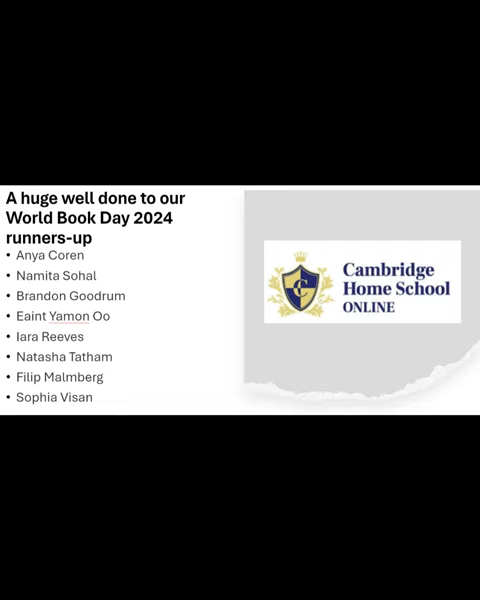 A huge well done to our
World Book Day 2024
runners-up
• Anya Coren
• Namita Sohal
• Brandon Goodrum
• Eaint Yamon Oo
• Iara Reeves
• Natasha Tatham
• Filip Malmberg
• Sophia Visan
C
Cambridge
Home School
ONLINE